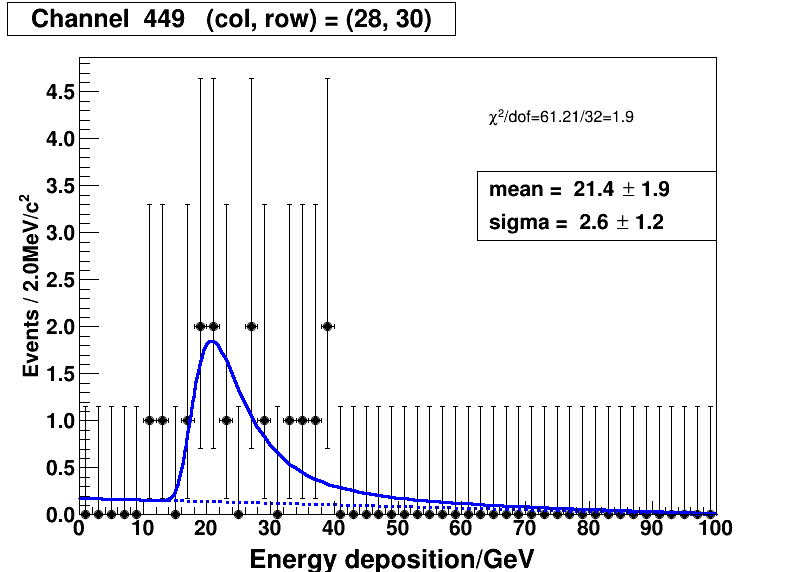 Channel 449 (col, row) = (28, 30)
χ²/dof=61.21/32=1.9
mean = 21.4 ± 1.9
sigma = 2.6 ± 1.2
Events / 2.0MeV/c²
4.5
4.0
3.5
3.0
2.5
2.0
1.5
1.0
0.5
0.0
0 10 20 30 40 50 60 70 80 90 100
Energy deposition/GeV